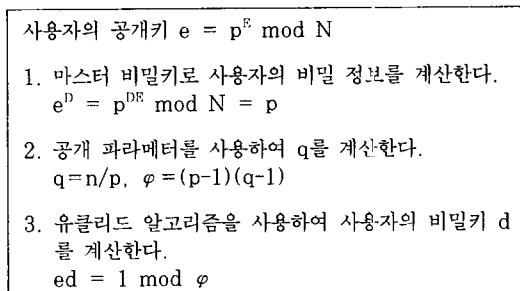 사용자의 공개키 e = p^E mod N
1. 마스터 비밀키로 사용자의 비밀 정보를 계산한다.
e^D = p^DE mod N = p
2. 공개 파라메터를 사용하여 q를 계산한다.
q=n/p, φ=(p-1)(q-1)
3. 유클리드 알고리즘을 사용하여 사용자의 비밀키 d
를 계산한다.
ed = 1 mod φ